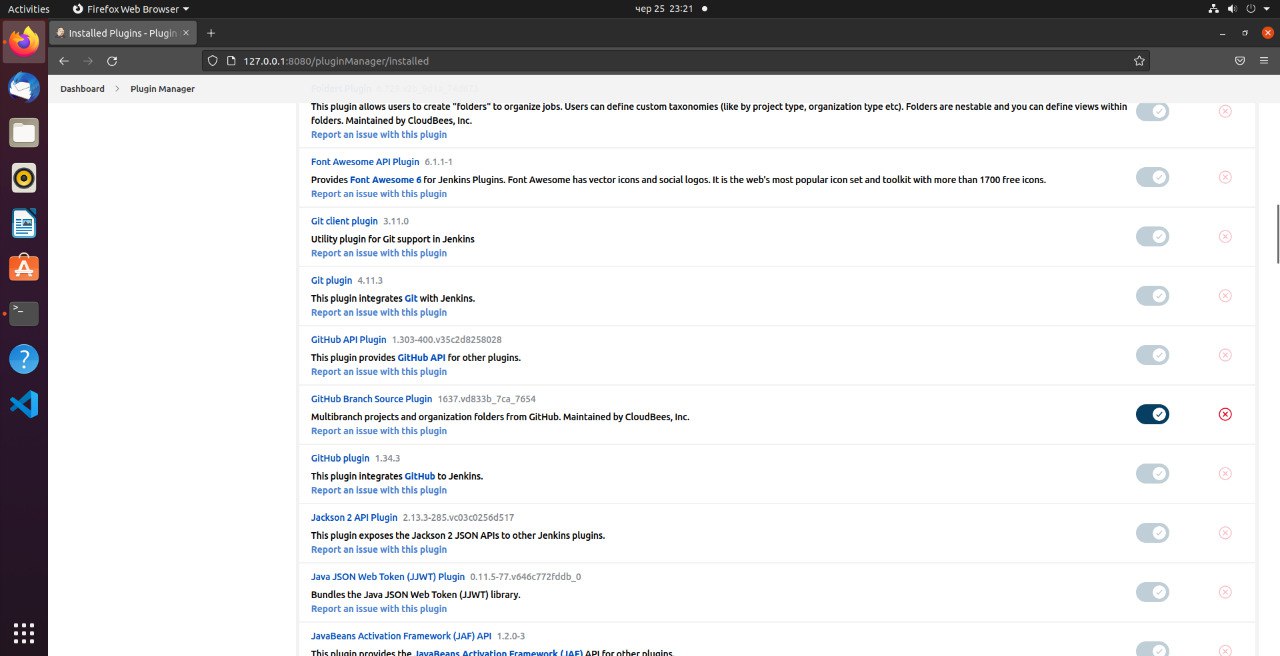 Activities
Firefox Web Browser
чер 25 23:21
Installed Plugins - Plugin
127.0.0.1:8080/pluginManager/installed
Dashboard
Plugin Manager
This plugin allows users to create "folders" to organize jobs. Users can define custom taxonomies (like by project type, organization type etc). Folders are nestable and you can define views within
folders. Maintained by CloudBees, Inc.
Report an issue with this plugin
Font Awesome API Plugin 6.1.1-1
Provides Font Awesome 6 for Jenkins Plugins. Font Awesome has vector icons and social logos. It is the web's most popular icon set and toolkit with more than 1700 free icons.
Report an issue with this plugin
Git client plugin 3.11.0
Utility plugin for Git support in Jenkins
Report an issue with this plugin
Git plugin 4.11.3
This plugin integrates Git with Jenkins.
Report an issue with this plugin
GitHub API Plugin 1.303-400.v35c2d8258028
This plugin provides GitHub API for other plugins.
Report an issue with this plugin
GitHub Branch Source Plugin 1637.vd833b_7ca_7654
Multibranch projects and organization folders from GitHub. Maintained by CloudBees, Inc.
Report an issue with this plugin
GitHub plugin 1.34.3
This plugin integrates GitHub to Jenkins.
Report an issue with this plugin
Jackson 2 API Plugin 2.13.3-285.vc03c0256d517
This plugin exposes the Jackson 2 JSON APIs to other Jenkins plugins.
Report an issue with this plugin
Java JSON Web Token (JJWT) Plugin 0.11.5-77.v646c772fddb_0
Bundles the Java JSON Web Token (JJWT) library.
Report an issue with this plugin
JavaBeans Activation Framework (JAF) API 1.2.0-3
This plugin provides the JavaBeans Activation Framework (JAF) API for other plugins.